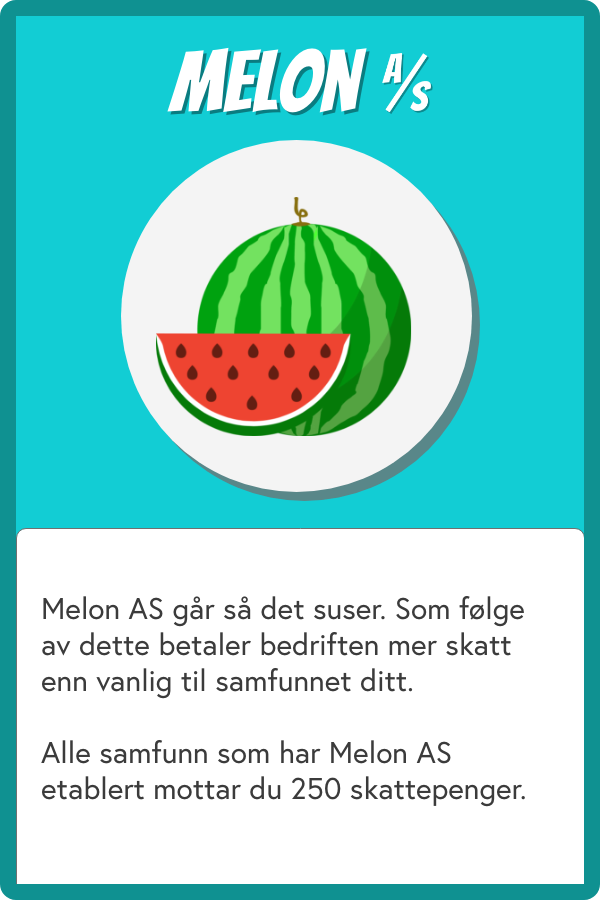 MELON A/S
Melon AS går så det suser. Som følge
av dette betaler bedriften mer skatt
enn vanlig til samfunnet ditt.
Alle samfunn som har Melon AS
etablert mottar du 250 skattepenger.